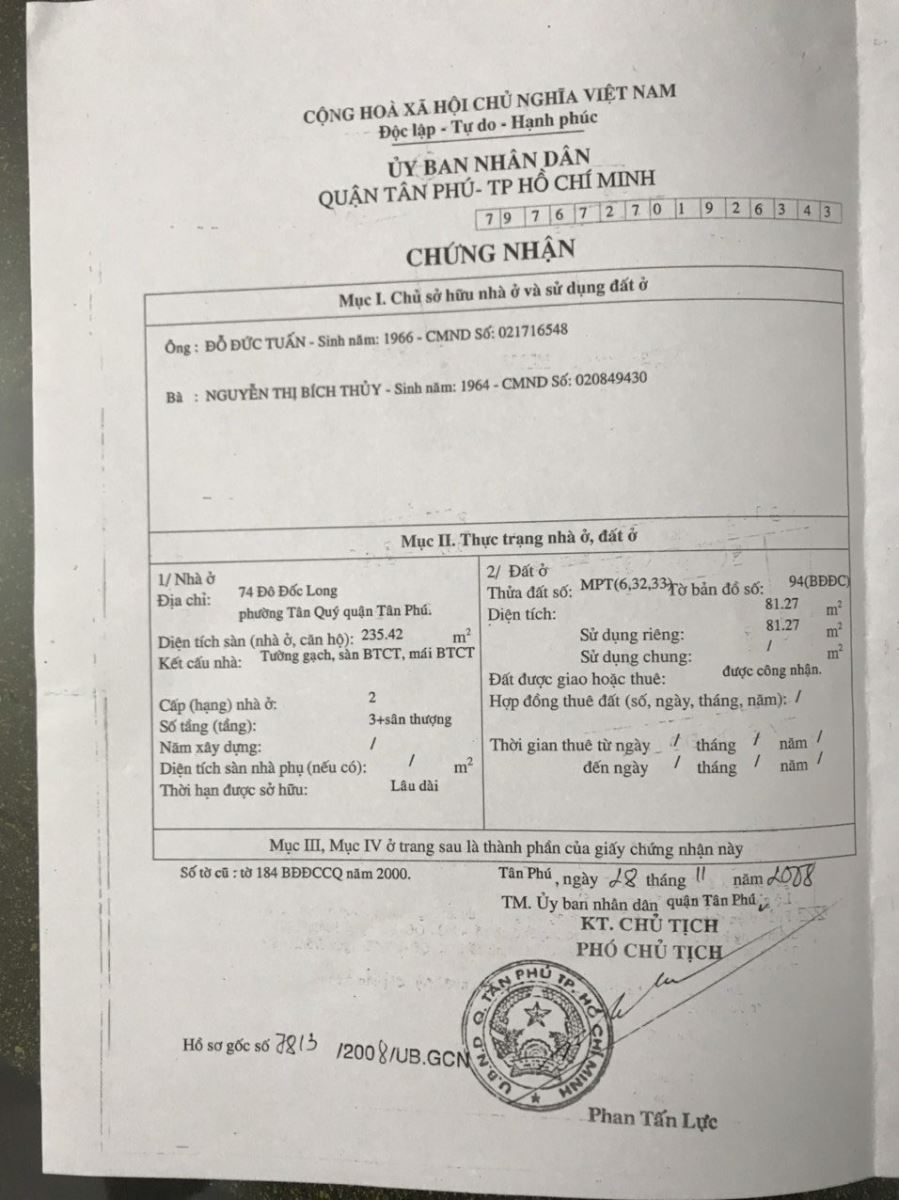 CỘNG HOÀ XÃ HỘI CHỦ NGHĨA VIỆT NAM
Độc lập - Tự do - Hạnh phúc
ỦY BAN NHÂN DÂN
QUẬN TÂN PHÚ- TP HỒ CHÍ MINH
7 9 7 6 7 2 7 0 1 9 2 6 3 4 3
CHỨNG NHẬN
Mục I. Chủ sở hữu nhà ở và sử dụng đất ở
Ông : ĐỖ ĐỨC TUẤN - Sinh năm: 1966 - CMND Số: 021716548
Bà : NGUYỄN THỊ BÍCH THỦY - Sinh năm: 1964 - CMND Số: 020849430
Mục II. Thực trạng nhà ở, đất ở
1/ Nhà ở
Địa chỉ: 74 Đô Đốc Long
phường Tân Quý quận Tân Phú.
Diện tích sàn (nhà ở, căn hộ): 235.42 m²
Kết cấu nhà: Tường gạch, sàn BTCT, mái BTCT
Cấp (hạng) nhà ở: 2
Số tầng (tầng): 3+sân thượng
Năm xây dựng: /
Diện tích sàn nhà phụ (nếu có): / m²
Thời hạn được sở hữu: Lâu dài
2/ Đất ở
Thửa đất số: MPT(6,32,33) Tờ bản đồ số: 94(BĐĐC)
Diện tích: 81.27 m²
Sử dụng riêng: 81.27 m²
Sử dụng chung: / m²
Đất được giao hoặc thuê: được công nhận.
Hợp đồng thuê đất (số, ngày, tháng, năm): /
Thời gian thuê từ ngày / tháng / năm /
đến ngày / tháng / năm /
Mục III, Mục IV ở trang sau là thành phần của giấy chứng nhận này
Số tờ cũ : tờ 184 BĐĐCCQ năm 2000.
Tân Phú , ngày 28 tháng 11 năm 2008
TM. Ủy ban nhân dân quận Tân Phú
KT. CHỦ TỊCH
PHÓ CHỦ TỊCH
U.B.N.D Q. TÂN PHÚ TP. HỒ CHÍ MINH
Hồ sơ gốc số 7813 /2008/UB.GCN
Phan Tấn Lực